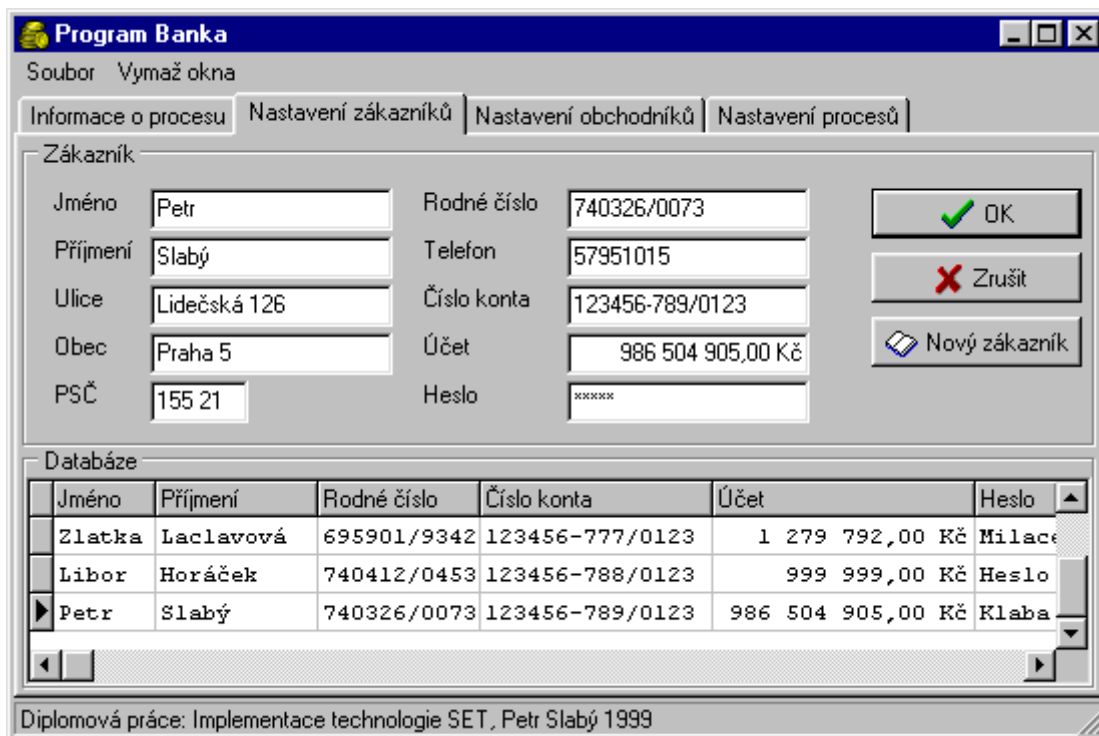 Program Banka
Soubor Vymaž okna
Informace o procesu Nastavení zákazníků Nastavení obchodníků Nastavení procesů
Zákazník
Jméno Petr Rodné číslo 740326/0073 OK
Příjmení Slabý Telefon 57951015 Zrušit
Ulice Lidečská 126 Číslo konta 123456-789/0123
Obec Praha 5 Účet 986 504 905,00 Kč Nový zákazník
PSČ 155 21 Heslo *****
Databáze
Jméno Příjmení Rodné číslo Číslo konta Účet Heslo
Zlatka Laclavová 695901/9342 123456-777/0123 1 279 792,00 Kč Milace
Libor Horáček 740412/0453 123456-788/0123 999 999,00 Kč Heslo
Petr Slabý 740326/0073 123456-789/0123 986 504 905,00 Kč Klaba
Diplomová práce: Implementace technologie SET, Petr Slabý 1999